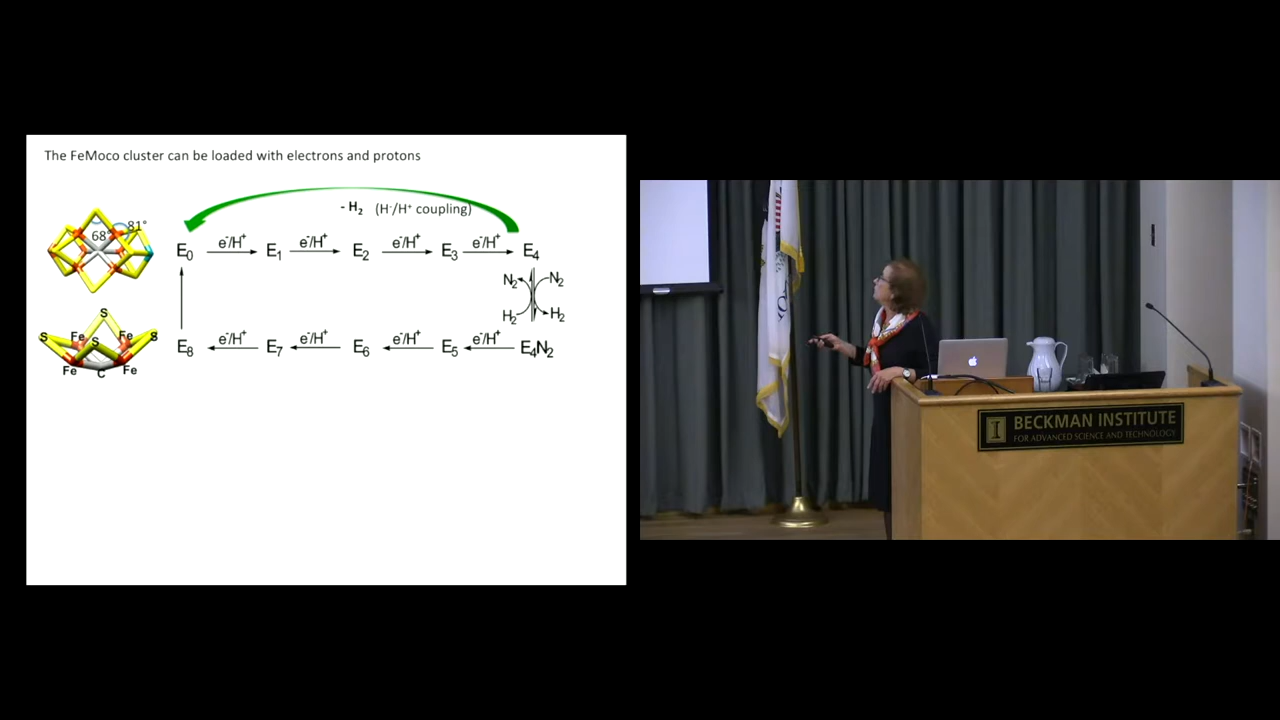 The FeMoco cluster can be loaded with electrons and protons
- H₂ (H⁻/H⁺ coupling)
68° 81°
E₀ e⁻/H⁺ E₁ e⁻/H⁺ E₂ e⁻/H⁺ E₃ e⁻/H⁺ E₄
N₂ N₂
H₂ H₂
S
S Fe S Fe S
Fe C Fe
E₈ e⁻/H⁺ E₇ e⁻/H⁺ E₆ e⁻/H⁺ E₅ e⁻/H⁺ E₄N₂
I BECKMAN INSTITUTE
FOR ADVANCED SCIENCE AND TECHNOLOGY